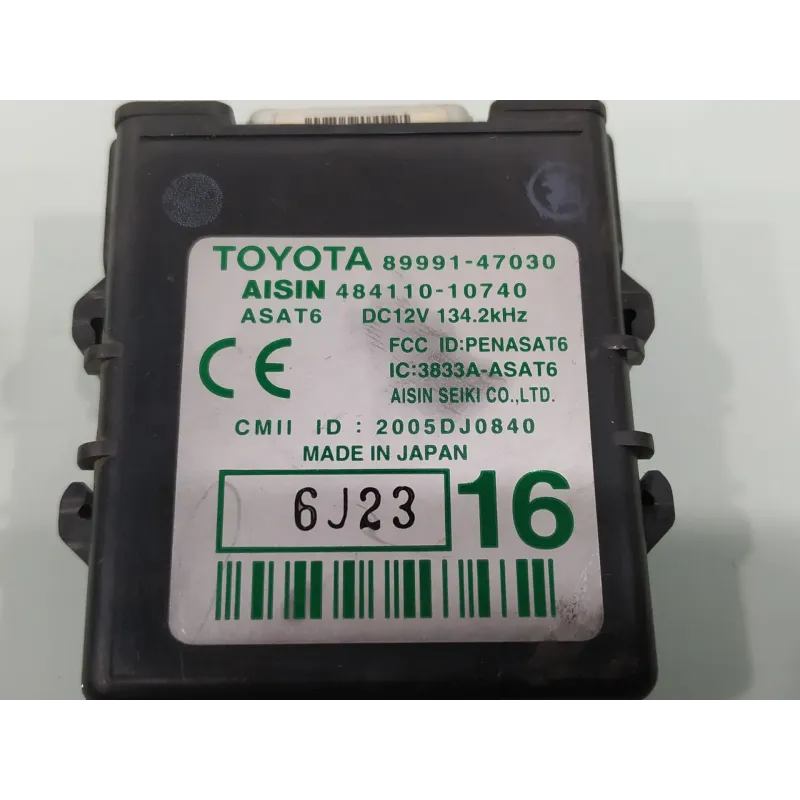 TOYOTA 89991-47030
AISIN 484110-10740
ASAT6 DC12V 134.2kHz
CE
FCC ID:PENASAT6
IC:3833A-ASAT6
AISIN SEIKI CO.,LTD.
CMII ID : 2005DJ0840
MADE IN JAPAN
6J23
16